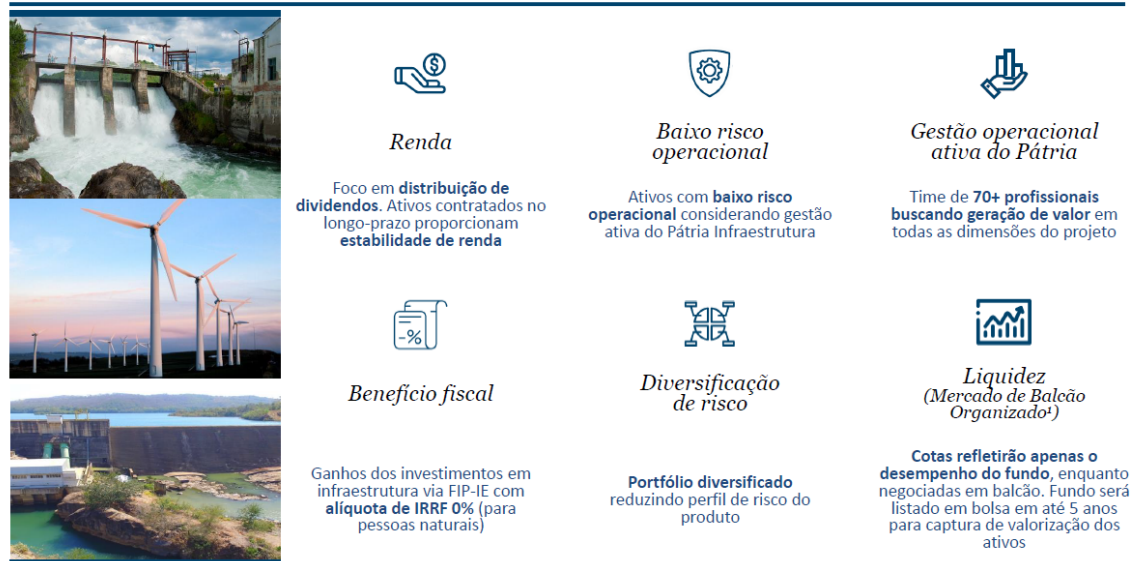 Renda
Foco em distribuição de
dividendos. Ativos contratados no
longo-prazo proporcionam
estabilidade de renda
Baixo risco
operacional
Ativos com baixo risco
operacional considerando gestão
ativa do Pátria Infraestrutura
Gestão operacional
ativa do Pátria
Time de 70+ profissionais
buscando geração de valor em
todas as dimensões do projeto
-%
Benefício fiscal
Ganhos dos investimentos em
infraestrutura via FIP-IE com
alíquota de IRRF 0% (para
pessoas naturais)
Diversificação
de risco
Portfólio diversificado
reduzindo perfil de risco do
produto
Liquidez
(Mercado de Balcão
Organizado¹)
Cotas refletirão apenas o
desempenho do fundo, enquanto
negociadas em balcão. Fundo será
listado em bolsa em até 5 anos
para captura de valorização dos
ativos